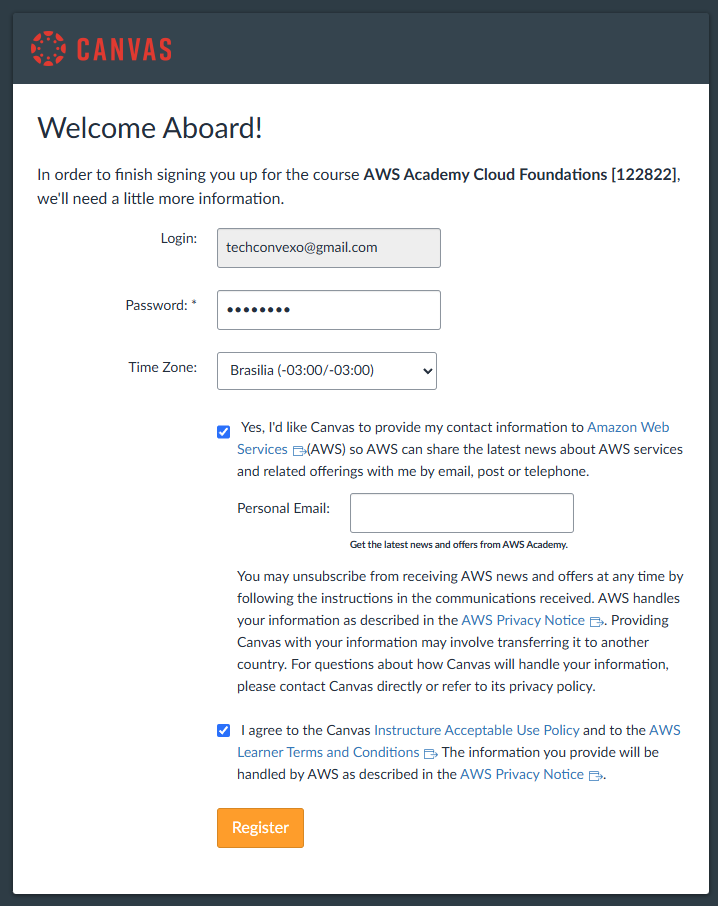 CANVAS
Welcome Aboard!
In order to finish signing you up for the course AWS Academy Cloud Foundations [122822],
we'll need a little more information.
Login: techconvexo@gmail.com
Password: * ••••••••
Time Zone: Brasilia (-03:00/-03:00)
Yes, I'd like Canvas to provide my contact information to Amazon Web
Services (AWS) so AWS can share the latest news about AWS services
and related offerings with me by email, post or telephone.
Personal Email:
Get the latest news and offers from AWS Academy.
You may unsubscribe from receiving AWS news and offers at any time by
following the instructions in the communications received. AWS handles
your information as described in the AWS Privacy Notice . Providing
Canvas with your information may involve transferring it to another
country. For questions about how Canvas will handle your information,
please contact Canvas directly or refer to its privacy policy.
I agree to the Canvas Instructure Acceptable Use Policy and to the AWS
Learner Terms and Conditions The information you provide will be
handled by AWS as described in the AWS Privacy Notice .
Register